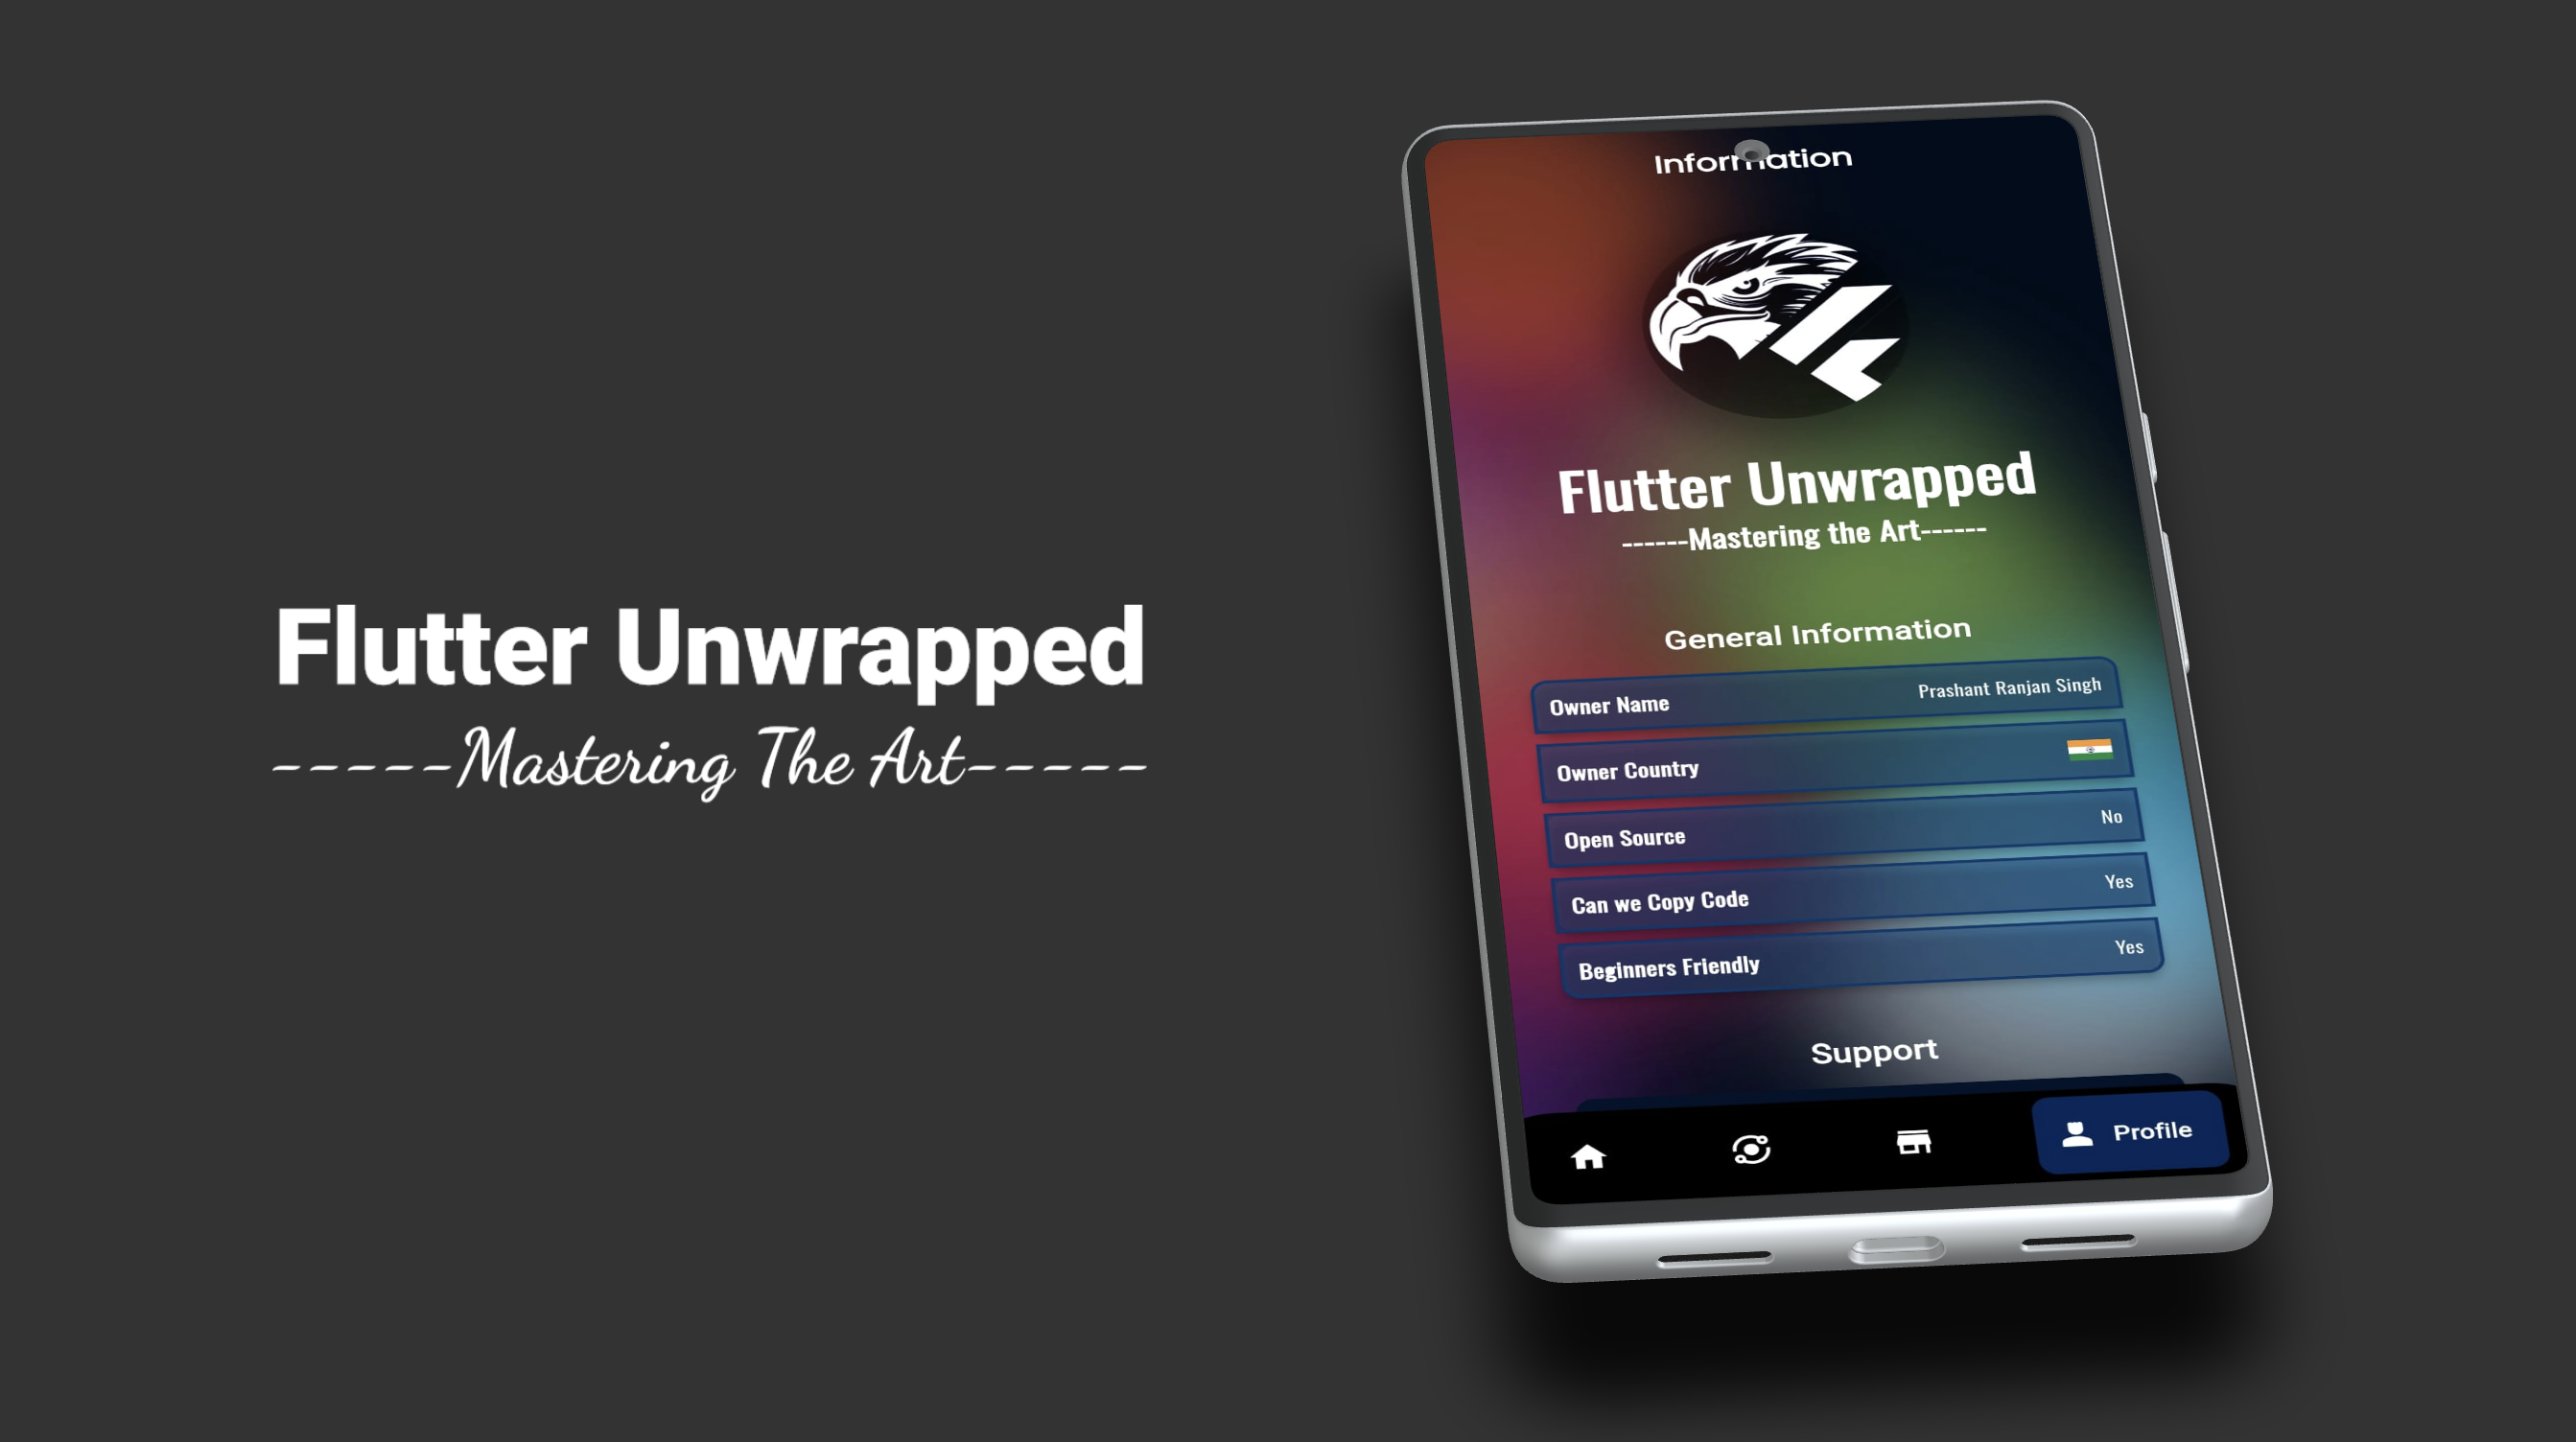 Flutter Unwrapped
-----Mastering The Art-----
Information
Flutter Unwrapped
------Mastering the Art------
General Information
Owner Name Prashant Ranjan Singh
Owner Country
Open Source No
Can we Copy Code Yes
Beginners Friendly Yes
Support
Profile